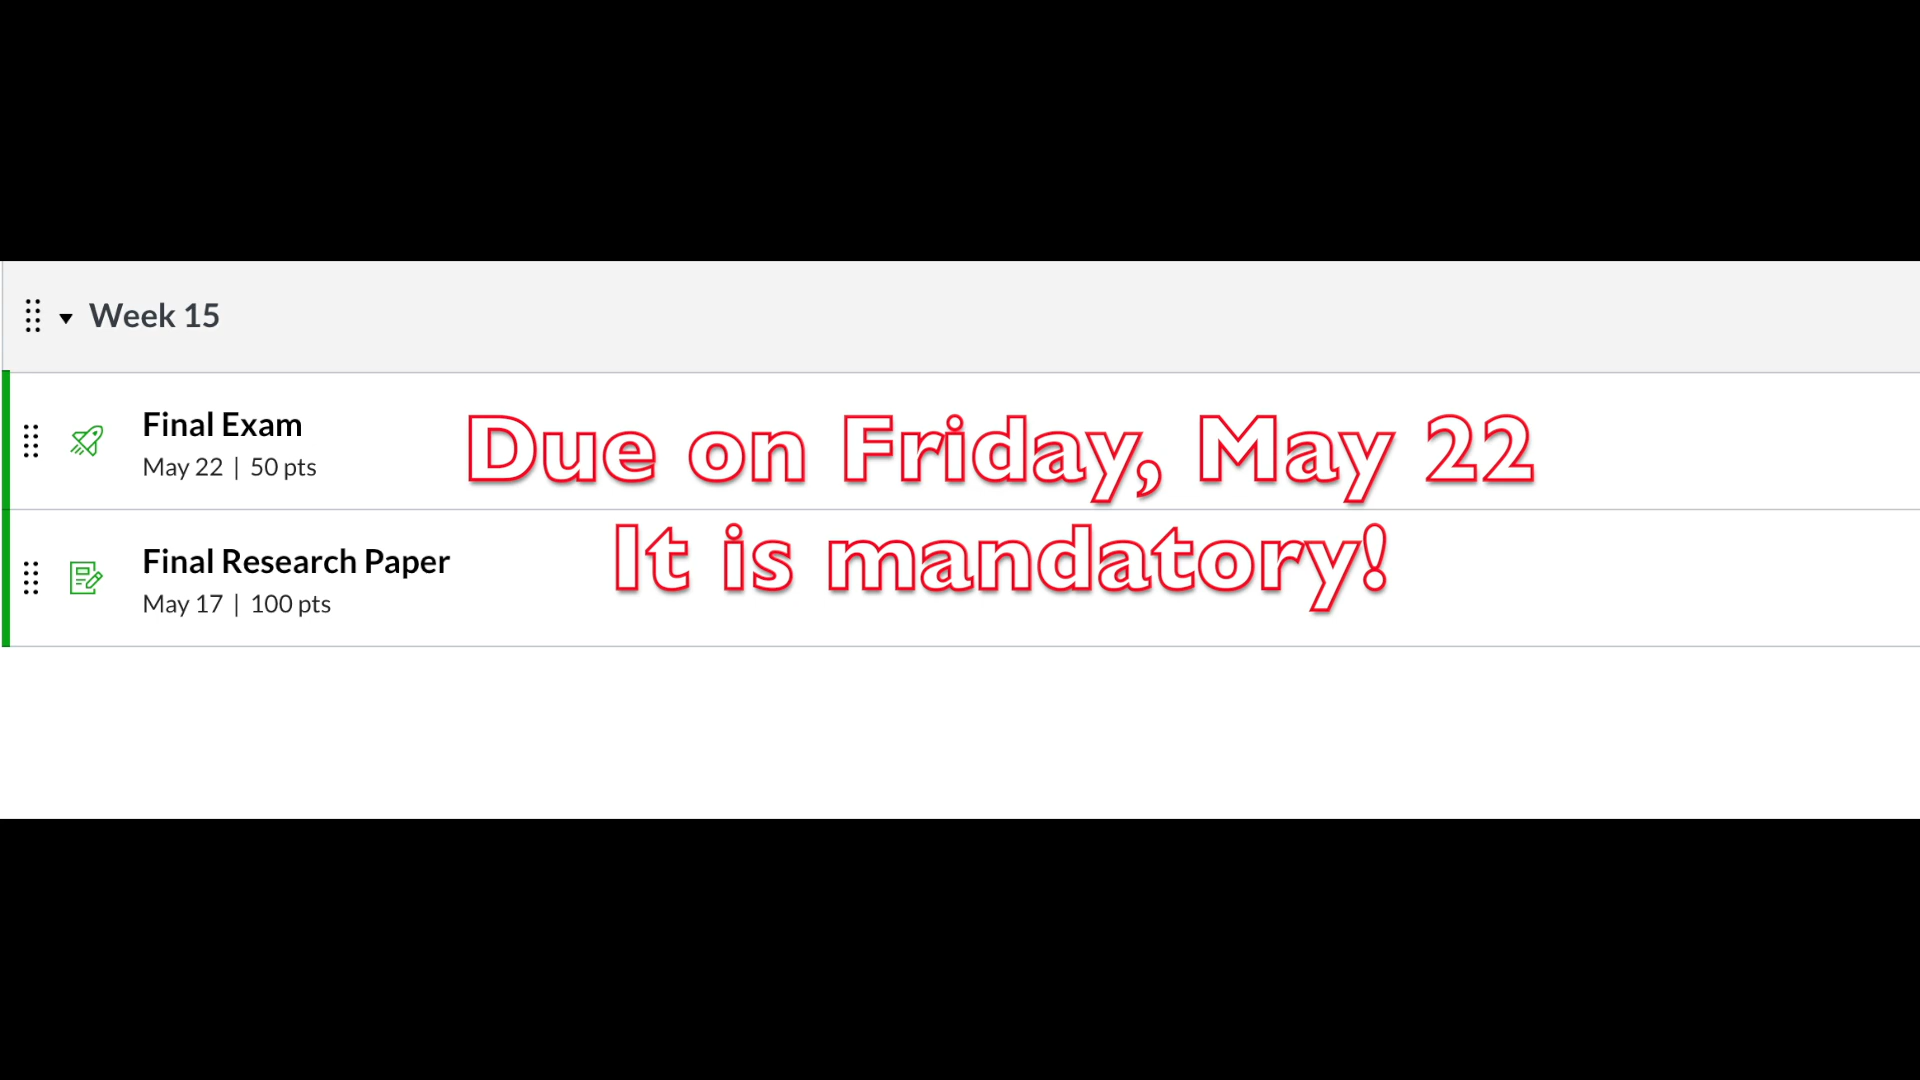 Week 15
Final Exam
May 22 | 50 pts
Due on Friday, May 22
It is mandatory!
Final Research Paper
May 17 | 100 pts